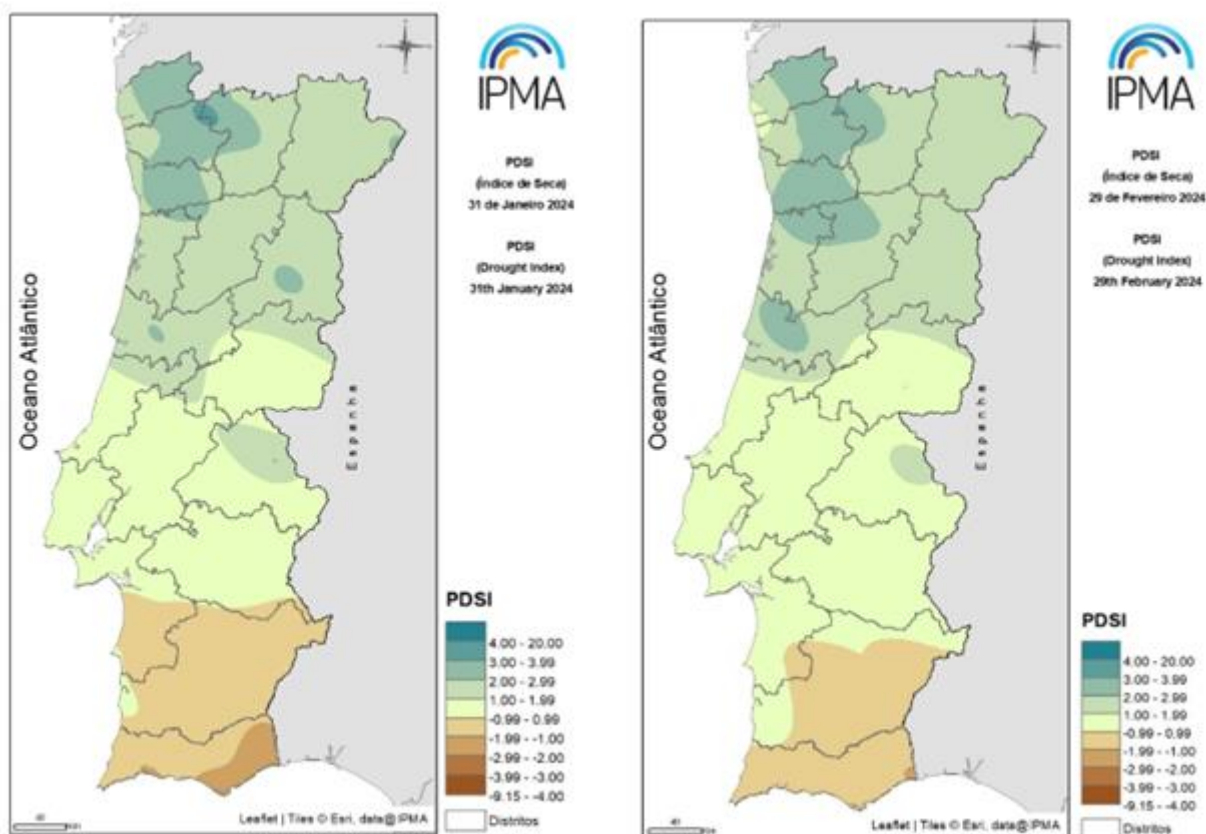 IPMA
PDSI
(Índice de Seca)
31 de Janeiro 2024
PDSI
(Drought Index)
31th January 2024
Oceano Atlântico
Espanha
PDSI
4.00 - 20.00
3.00 - 3.99
2.00 - 2.99
1.00 - 1.99
-0.99 - 0.99
-1.99 - -1.00
-2.99 - -2.00
-3.99 - -3.00
-9.15 - -4.00
Distritos
Leaflet | Tiles © Esri, data@IPMA
IPMA
PDSI
(Índice de Seca)
29 de Fevereiro 2024
PDSI
(Drought Index)
29th February 2024
Oceano Atlântico
Espanha
PDSI
4.00 - 20.00
3.00 - 3.99
2.00 - 2.99
1.00 - 1.99
-0.99 - 0.99
-1.99 - -1.00
-2.99 - -2.00
-3.99 - -3.00
-9.15 - -4.00
Distritos
Leaflet | Tiles © Esri, data@IPMA